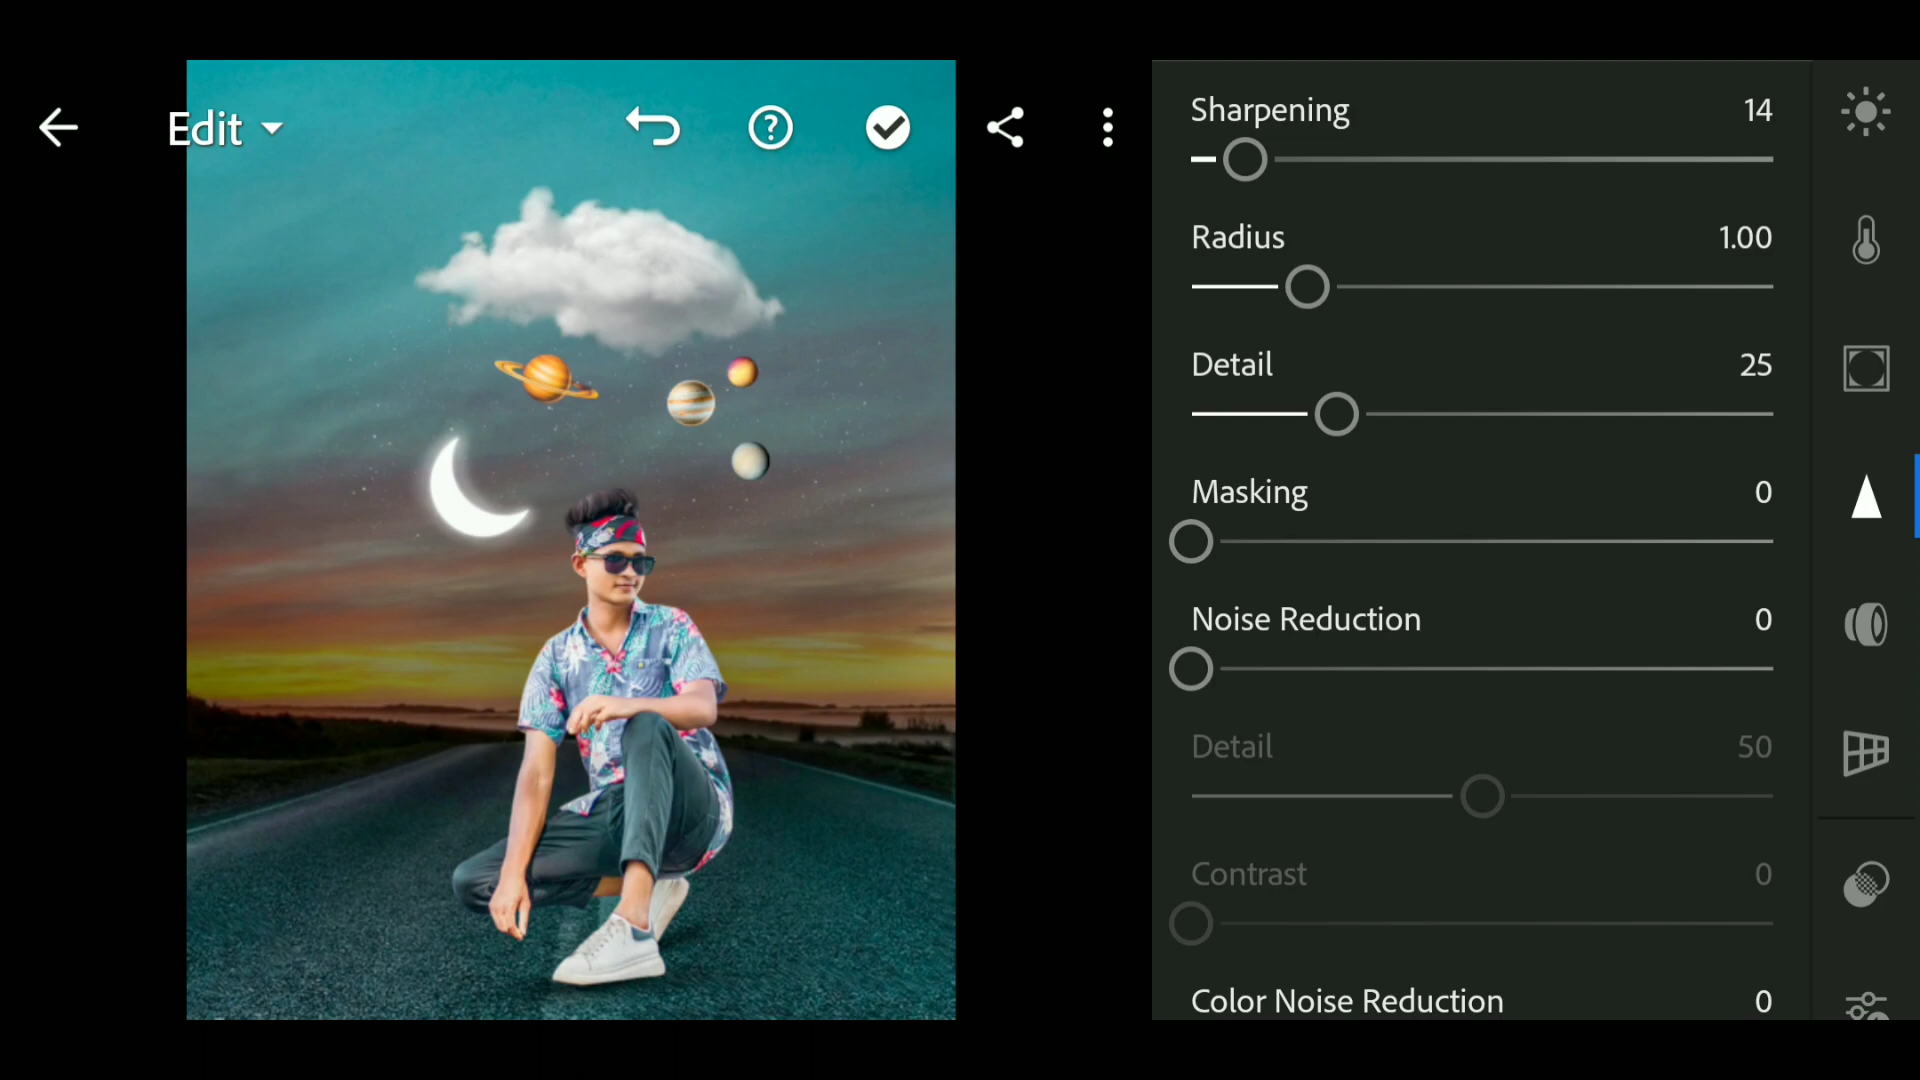 Edit
Sharpening 14
Radius 1.00
Detail 25
Masking 0
Noise Reduction 0
Detail 50
Contrast 0
Color Noise Reduction 0